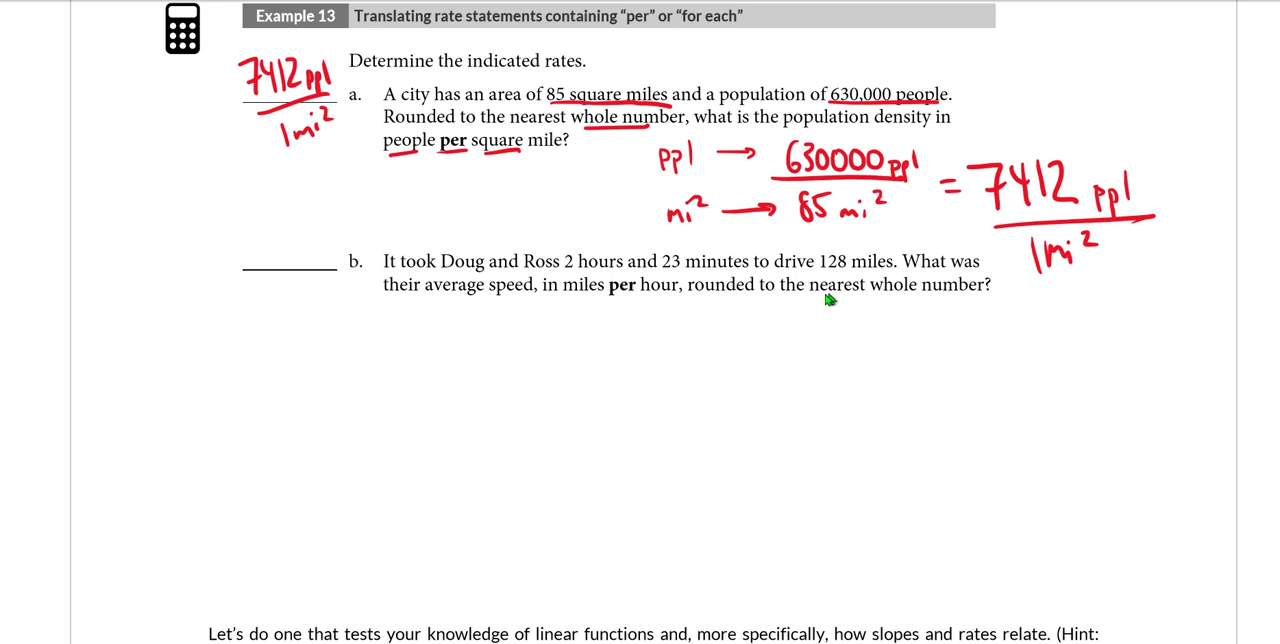 Example 13 Translating rate statements containing “per” or “for each”
Determine the indicated rates.
7412 ppl
1 mi²
a. A city has an area of 85 square miles and a population of 630,000 people.
Rounded to the nearest whole number, what is the population density in
people per square mile?
ppl → 630000 ppl
mi² → 85 mi²
= 7412 ppl
1 mi²
b. It took Doug and Ross 2 hours and 23 minutes to drive 128 miles. What was
their average speed, in miles per hour, rounded to the nearest whole number?
Let’s do one that tests your knowledge of linear functions and, more specifically, how slopes and rates relate. (Hint: